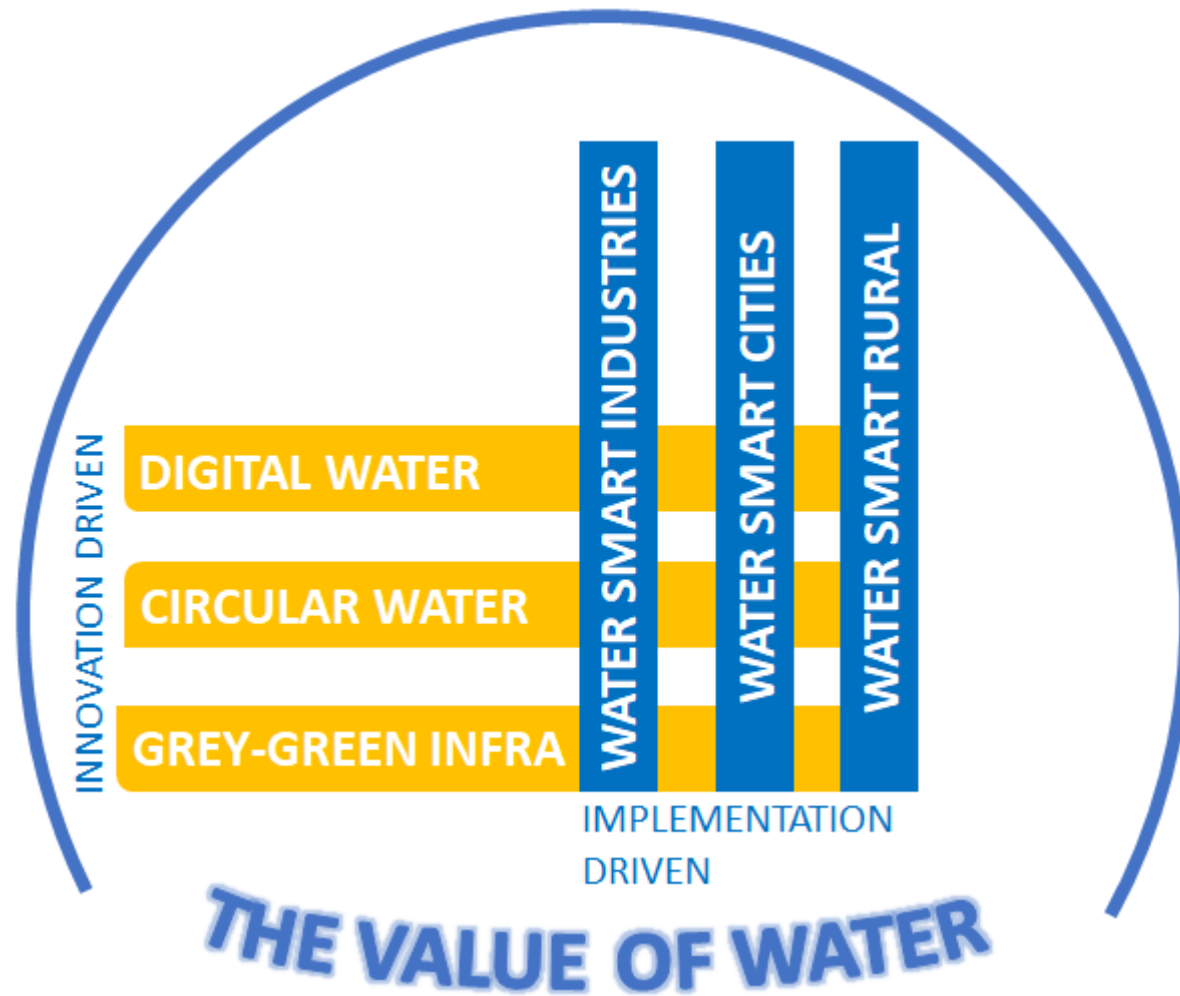 WATER SMART INDUSTRIES
WATER SMART CITIES
WATER SMART RURAL
INNOVATION DRIVEN
DIGITAL WATER
CIRCULAR WATER
GREY-GREEN INFRA
IMPLEMENTATION
DRIVEN
THE VALUE OF WATER